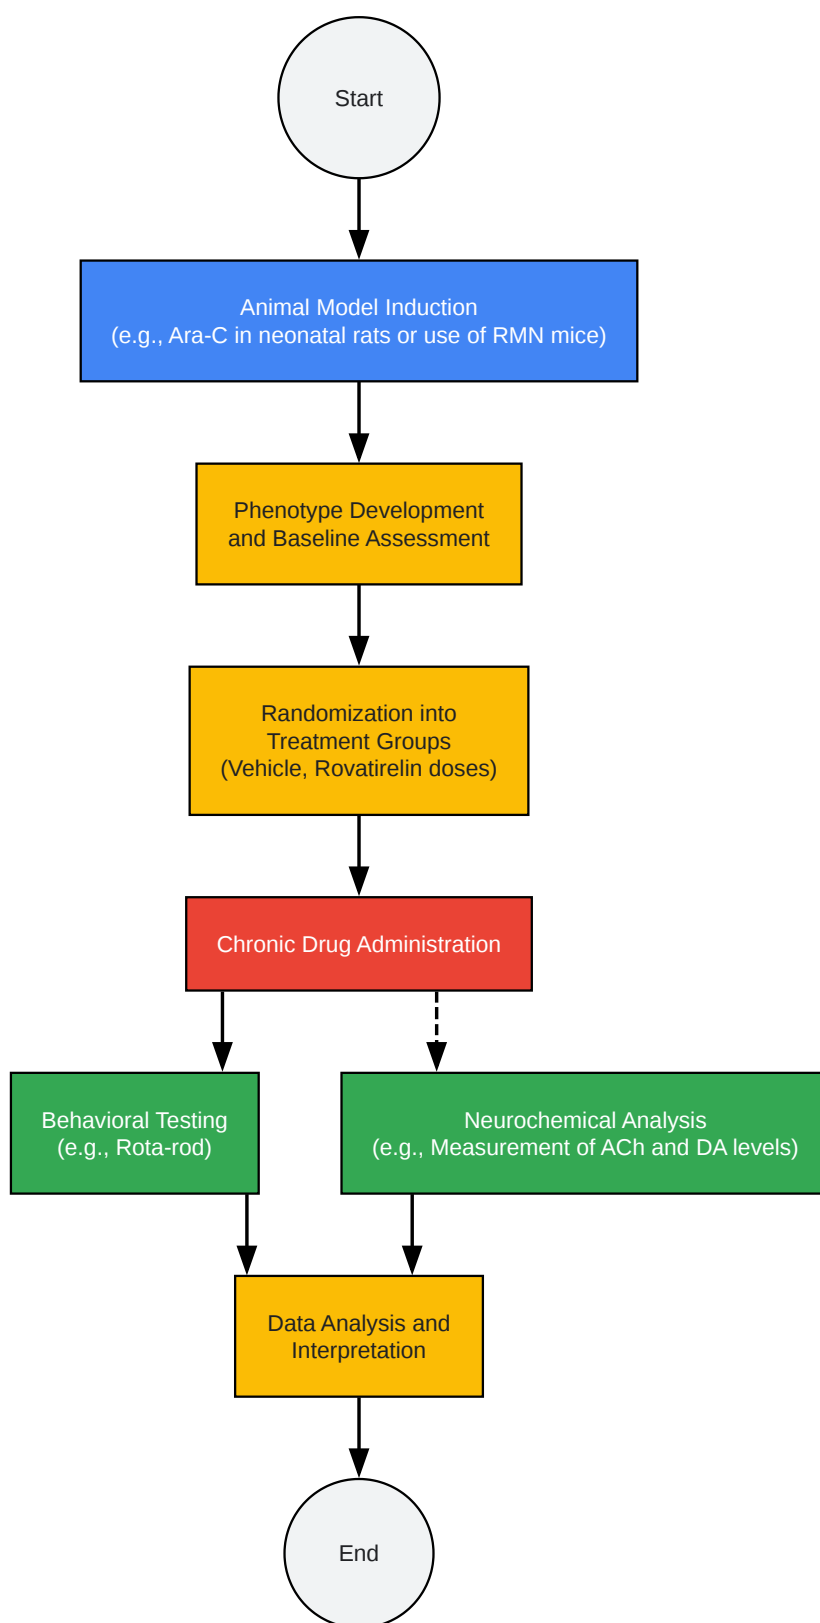 Start
Animal Model Induction
(e.g., Ara-C in neonatal rats or use of RMN mice)
Phenotype Development
and Baseline Assessment
Randomization into
Treatment Groups
(Vehicle, Rovatirelin doses)
Chronic Drug Administration
Behavioral Testing
(e.g., Rota-rod)
Neurochemical Analysis
(e.g., Measurement of ACh and DA levels)
Data Analysis and
Interpretation
End